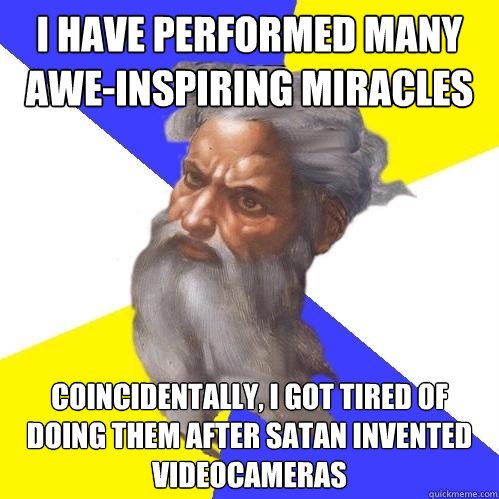 I HAVE PERFORMED MANY
AWE-INSPIRING MIRACLES
COINCIDENTALLY, I GOT TIRED OF
DOING THEM AFTER SATAN INVENTED
VIDEOCAMERAS
quickmeme.com